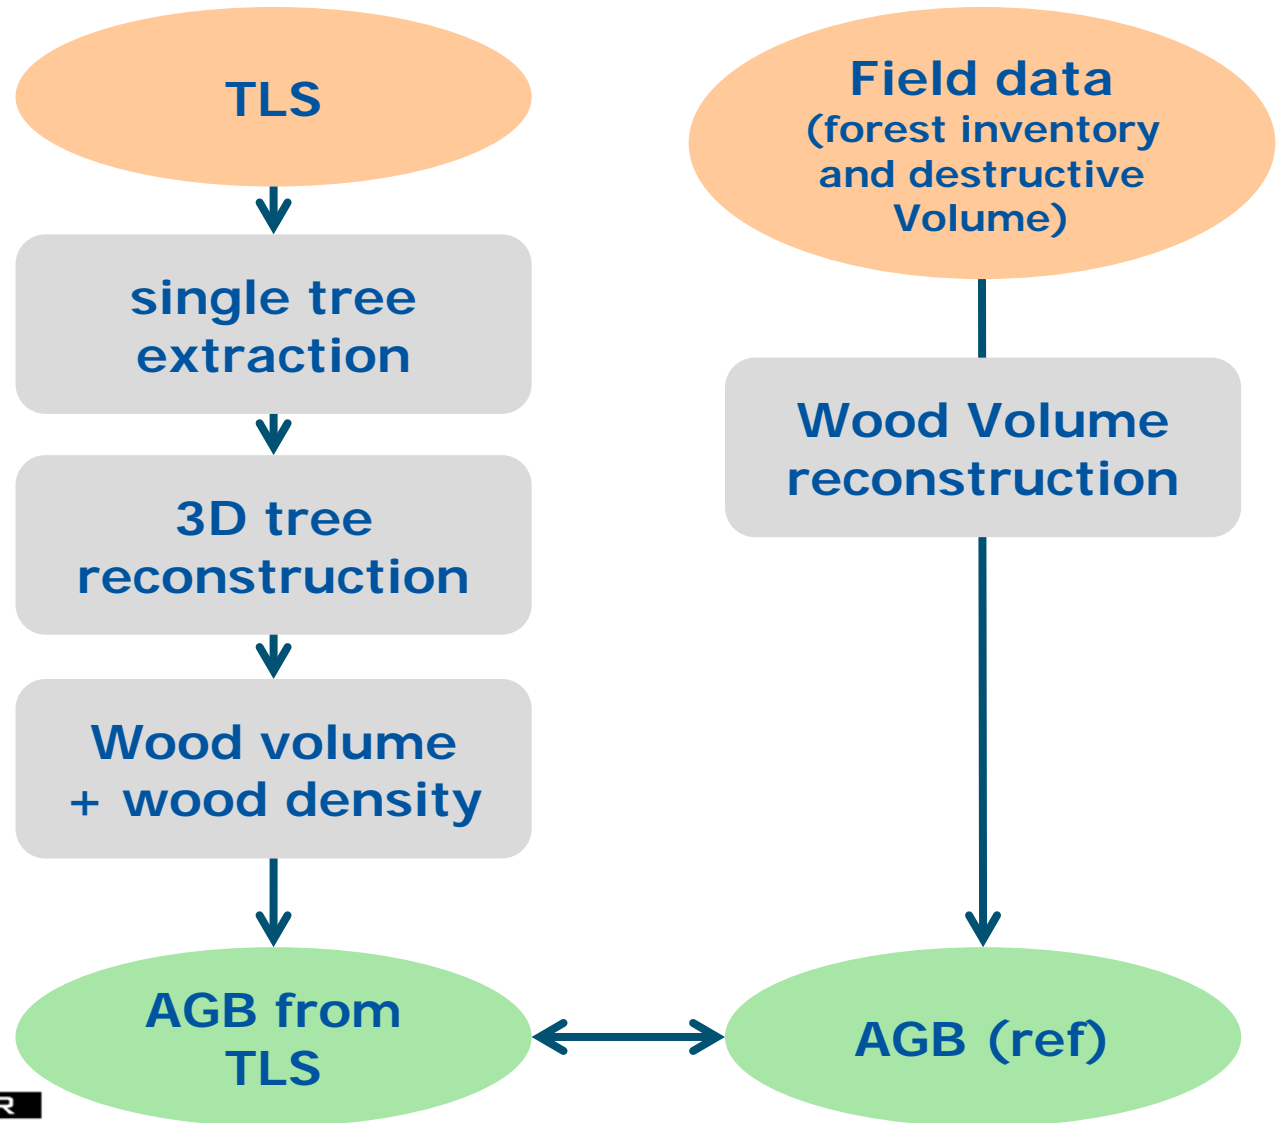 TLS
single tree
extraction
3D tree
reconstruction
Wood volume
+ wood density
AGB from
TLS
Field data
(forest inventory
and destructive
Volume)
Wood Volume
reconstruction
AGB (ref)
R